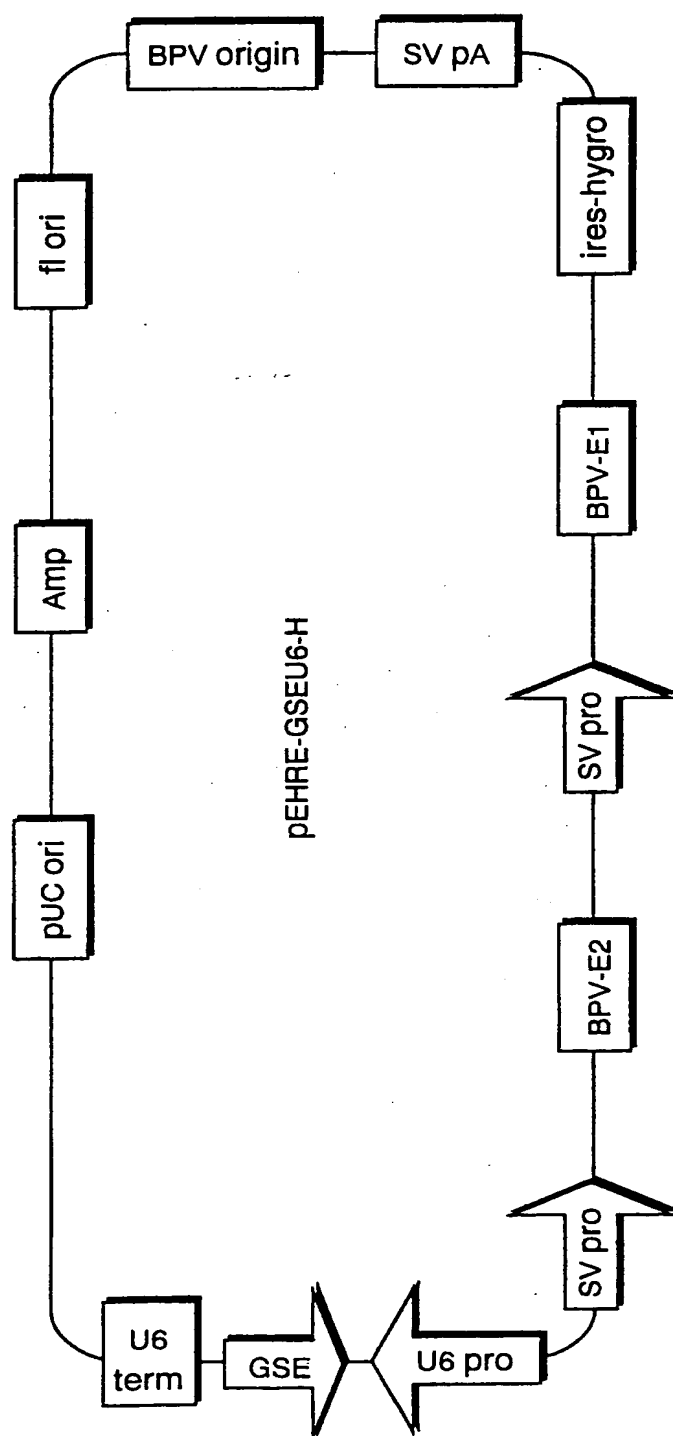 BPV origin
SV pA
fI ori
ires-hygro
Amp
BPV-E1
pEHRE-GSEU6-H
SV pro
pUC ori
BPV-E2
SV pro
U6
term
GSE
U6 pro